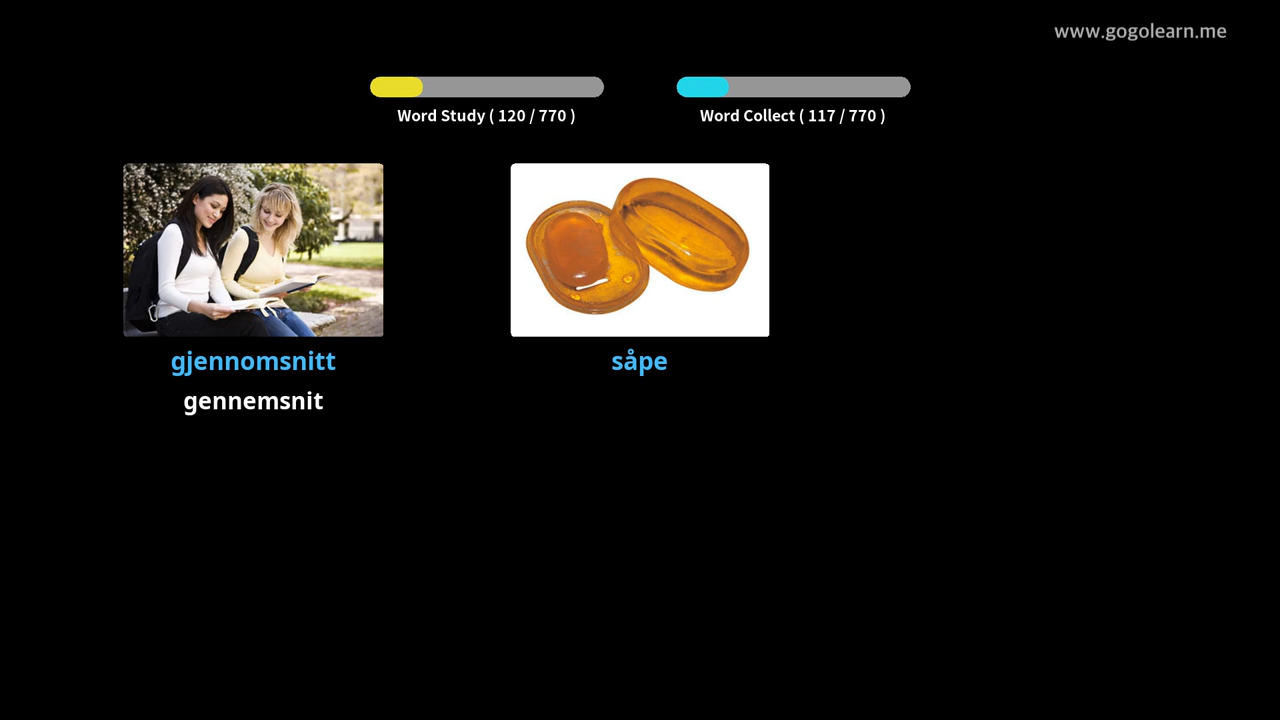 www.gogolearn.me
Word Study ( 120 / 770 )
Word Collect ( 117 / 770 )
gjennomsnitt
såpe
gennemsnit